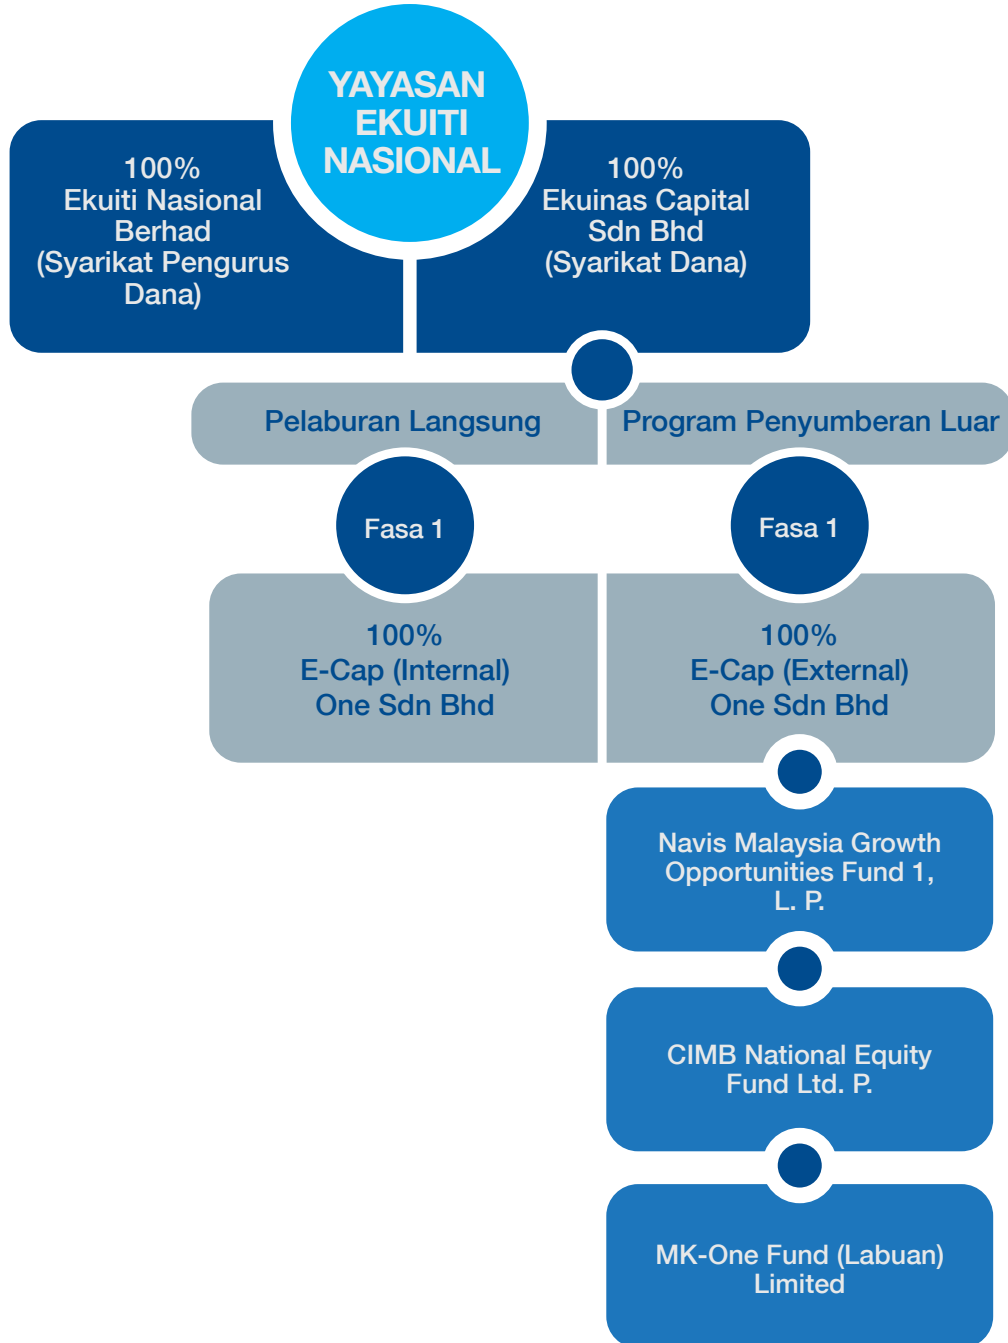 YAYASAN
EKUITI
NASIONAL
100%
Ekuiti Nasional
Berhad
(Syarikat Pengurus
Dana)
100%
Ekuinas Capital
Sdn Bhd
(Syarikat Dana)
Pelaburan Langsung
Program Penyumberan Luar
Fasa 1
Fasa 1
100%
E-Cap (Internal)
One Sdn Bhd
100%
E-Cap (External)
One Sdn Bhd
Navis Malaysia Growth
Opportunities Fund 1,
L. P.
CIMB National Equity
Fund Ltd. P.
MK-One Fund (Labuan)
Limited